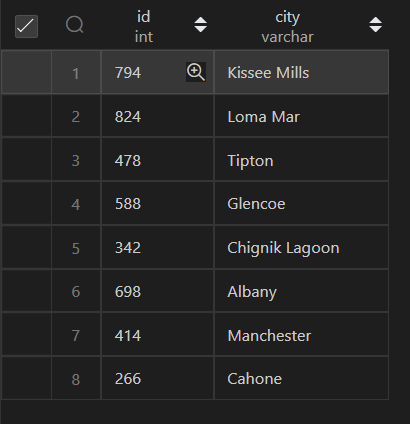 id city
int varchar
1 794 Kissee Mills
2 824 Loma Mar
3 478 Tipton
4 588 Glencoe
5 342 Chignik Lagoon
6 698 Albany
7 414 Manchester
8 266 Cahone